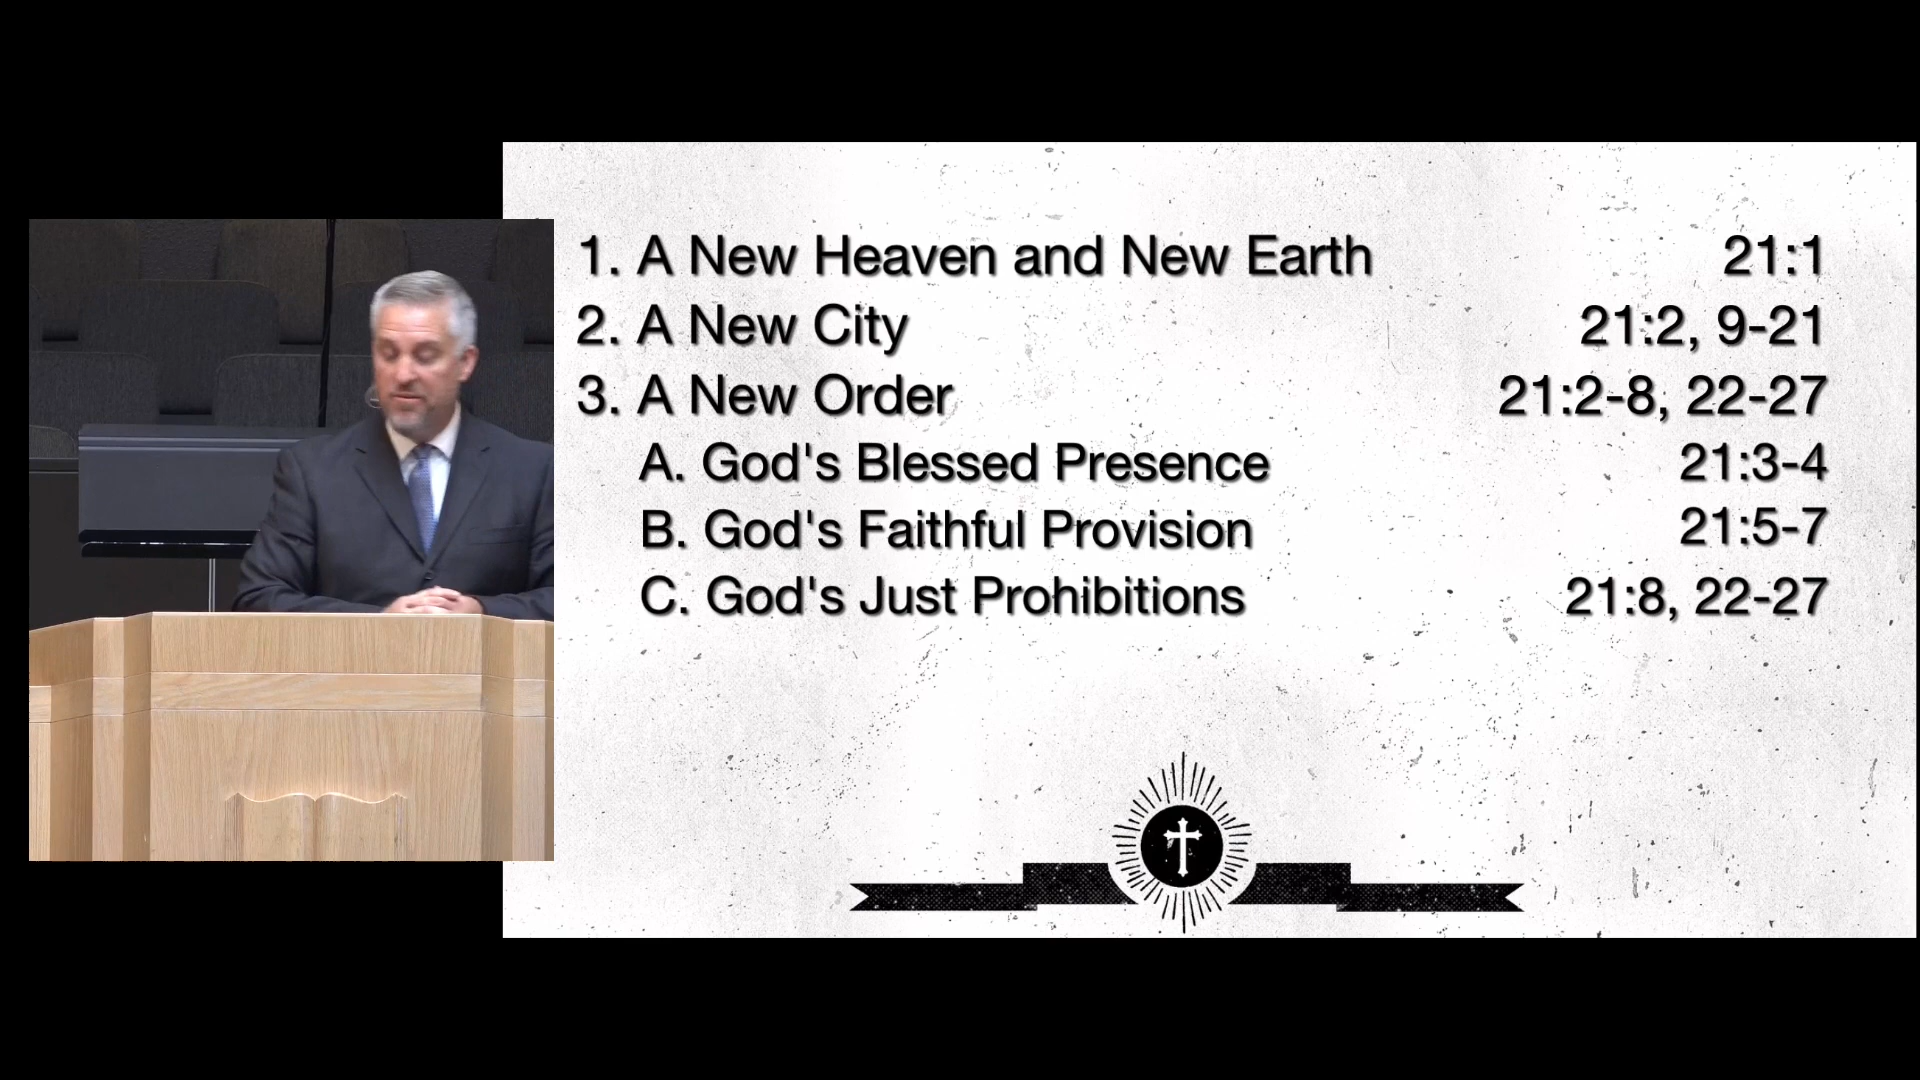 1. A New Heaven and New Earth 21:1
2. A New City 21:2, 9-21
3. A New Order 21:2-8, 22-27
A. God's Blessed Presence 21:3-4
B. God's Faithful Provision 21:5-7
C. God's Just Prohibitions 21:8, 22-27